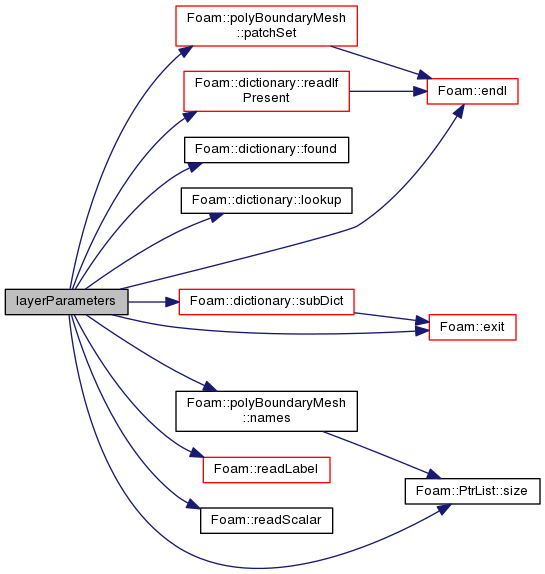 Foam::polyBoundaryMesh
::patchSet
Foam::dictionary::readIf
Present
Foam::endl
Foam::dictionary::found
Foam::dictionary::lookup
layerParameters
Foam::dictionary::subDict
Foam::exit
Foam::polyBoundaryMesh
::names
Foam::readLabel
Foam::PtrList::size
Foam::readScalar